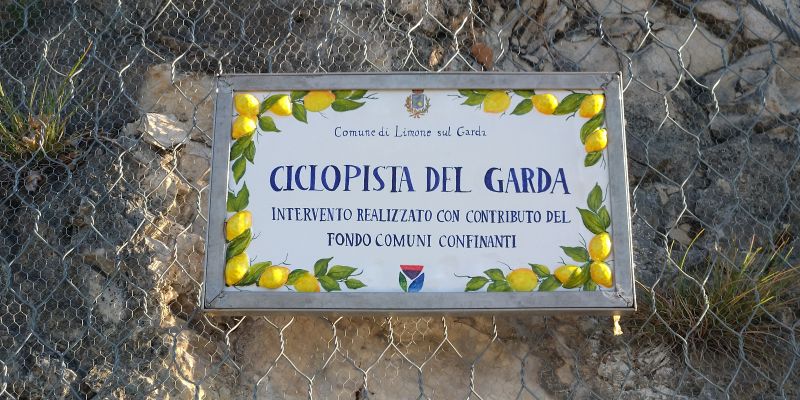 Comune di Limone sul Garda
CICLOPISTA DEL GARDA
INTERVENTO REALIZZATO CON CONTRIBUTO DEL
FONDO COMUNI CONFINANTI